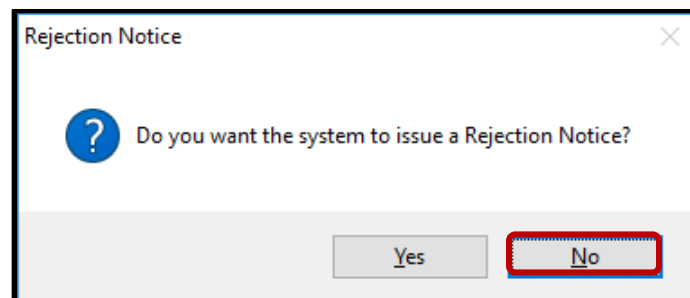 Rejection Notice
Do you want the system to issue a Rejection Notice?
Yes
No